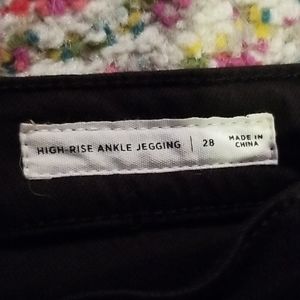 HIGH-RISE ANKLE JEGGING | 28 MADE IN
CHINA